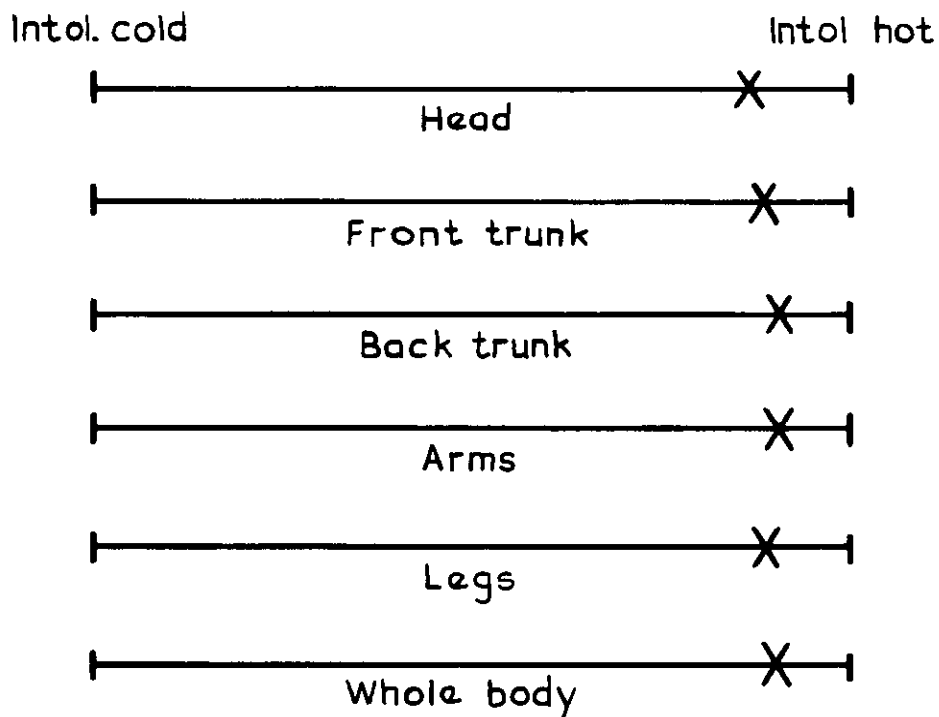 Intol. cold Intol hot
Head
Front trunk
Back trunk
Arms
Legs
Whole body